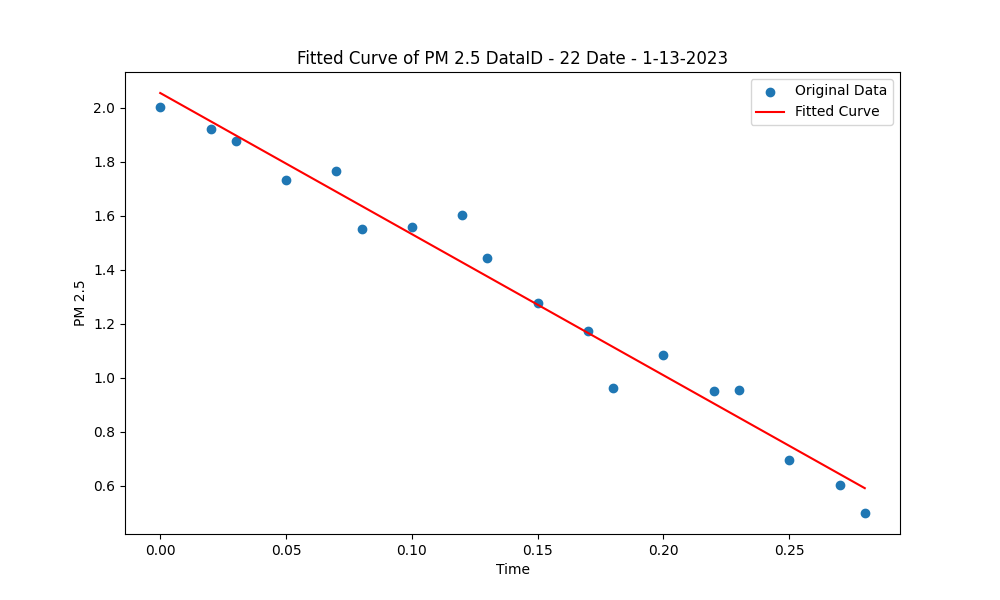 Fitted Curve of PM 2.5 DataID - 22 Date - 1-13-2023
Original Data
Fitted Curve
2.0
1.8
1.6
1.4
1.2
1.0
0.8
0.6
PM 2.5
0.00 0.05 0.10 0.15 0.20 0.25
Time